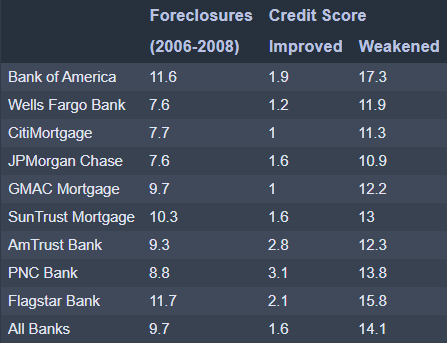 Foreclosures Credit Score
(2006-2008) Improved Weakened
Bank of America 11.6 1.9 17.3
Wells Fargo Bank 7.6 1.2 11.9
CitiMortgage 7.7 1 11.3
JPMorgan Chase 7.6 1.6 10.9
GMAC Mortgage 9.7 1 12.2
SunTrust Mortgage 10.3 1.6 13
AmTrust Bank 9.3 2.8 12.3
PNC Bank 8.8 3.1 13.8
Flagstar Bank 11.7 2.1 15.8
All Banks 9.7 1.6 14.1